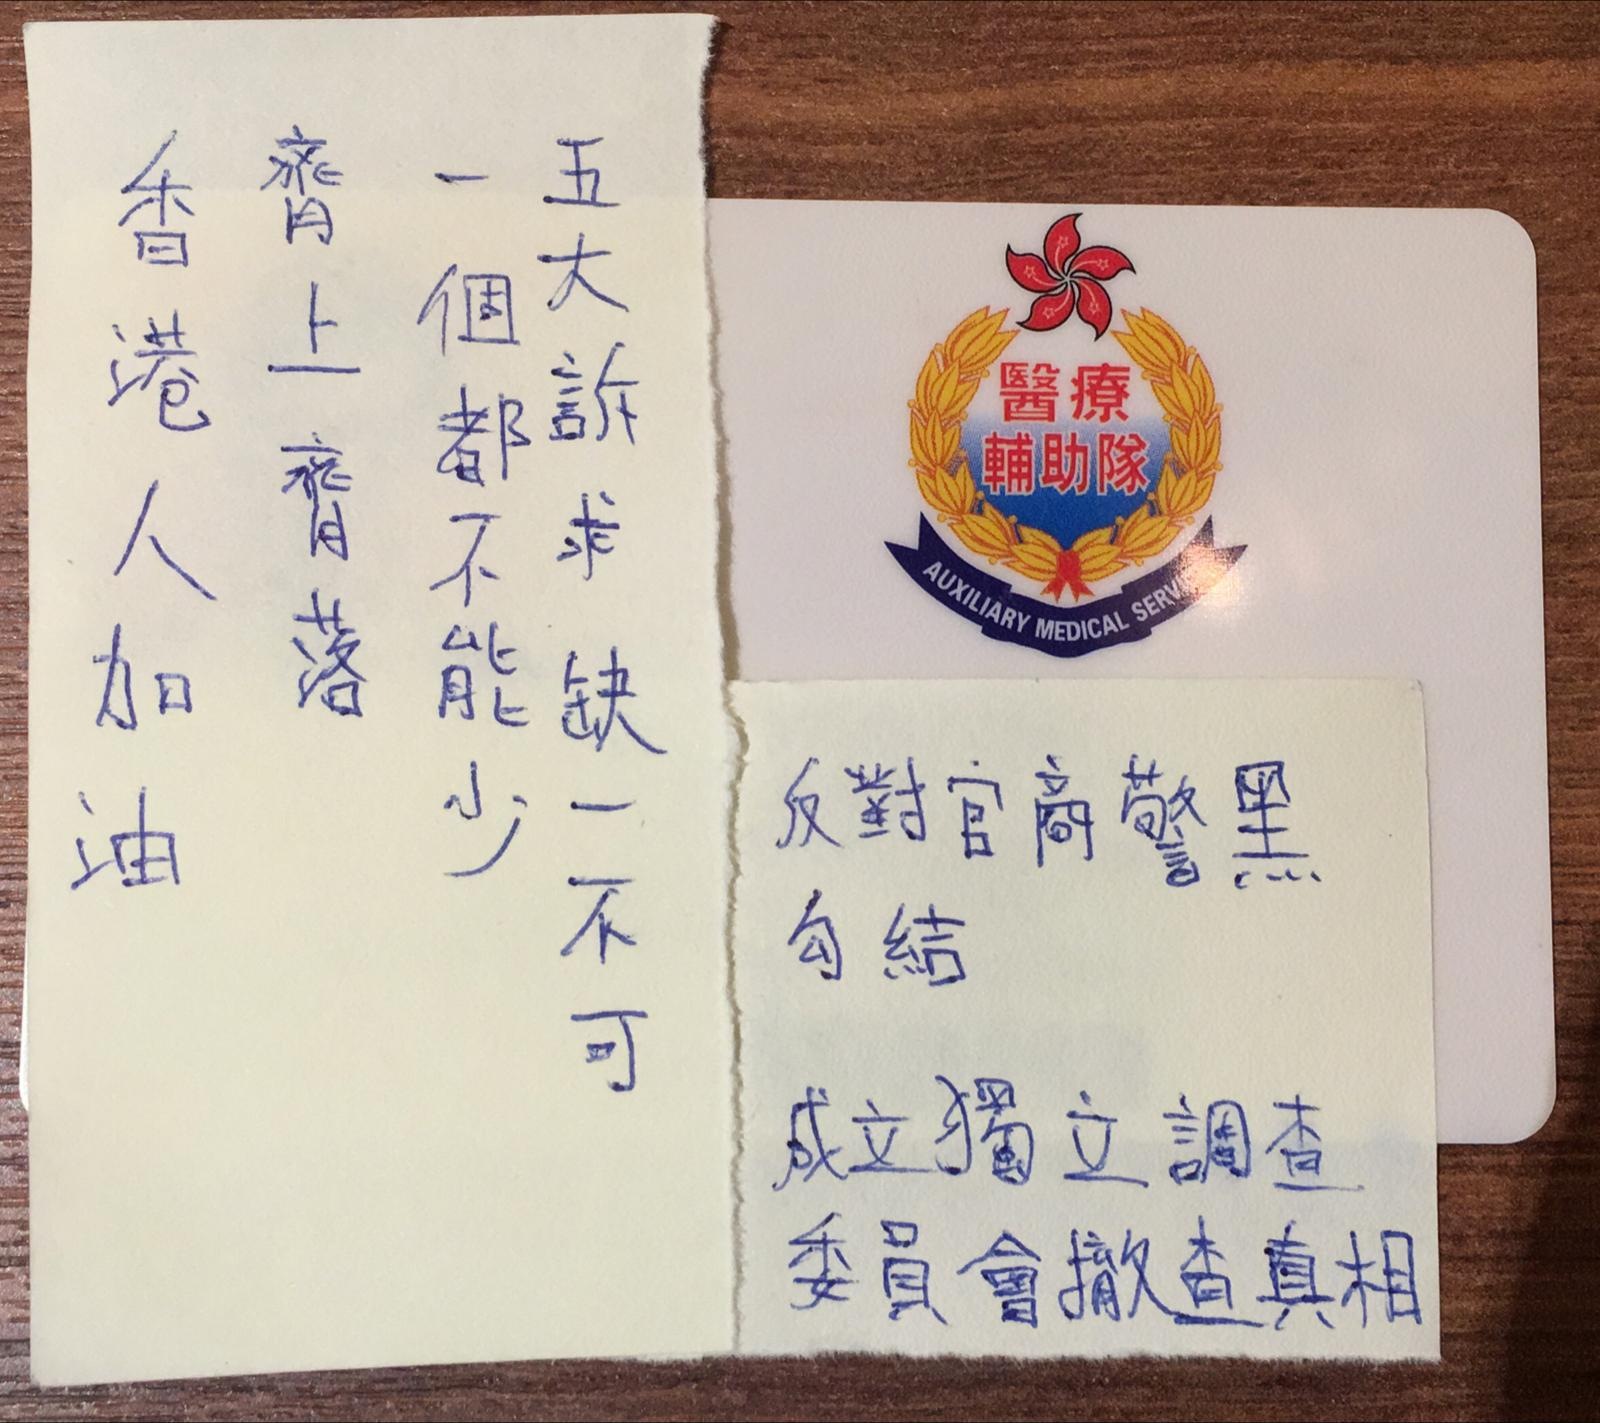 五大訴求 缺一不可
一個都不能少
齊上齊落
香港人加油
醫療
輔助隊
AUXILIARY MEDICAL SERV
反對官商警黑
勾結
成立獨立調查
委員會撤查真相